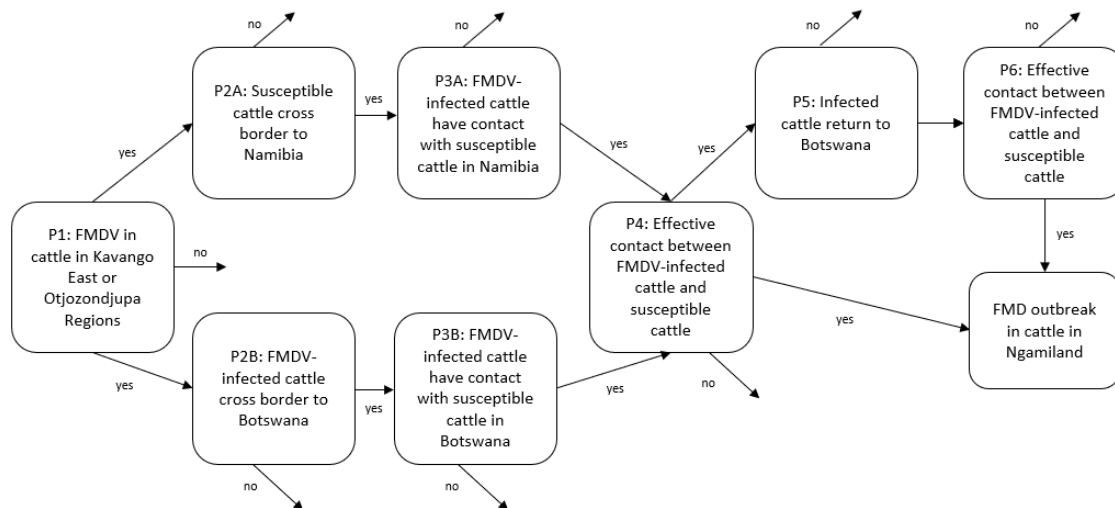 no
no
no
no
P2A: Susceptible
cattle cross
border to
Namibia
yes
P3A: FMDV-
infected cattle
have contact
with susceptible
cattle in Namibia
P5: Infected
cattle return to
Botswana
yes
P6: Effective
contact between
FMDV-infected
cattle and
susceptible
cattle
yes
yes
yes
P1: FMDV in
cattle in Kavango
East or
Otjozondjupa
Regions
no
P4: Effective
contact between
FMDV-infected
cattle and
susceptible
cattle
yes
yes
FMD outbreak
in cattle in
Ngamiland
yes
P2B: FMDV-
infected cattle
cross border to
Botswana
yes
P3B: FMDV-
infected cattle
have contact
with susceptible
cattle in
Botswana
yes
no
no
no